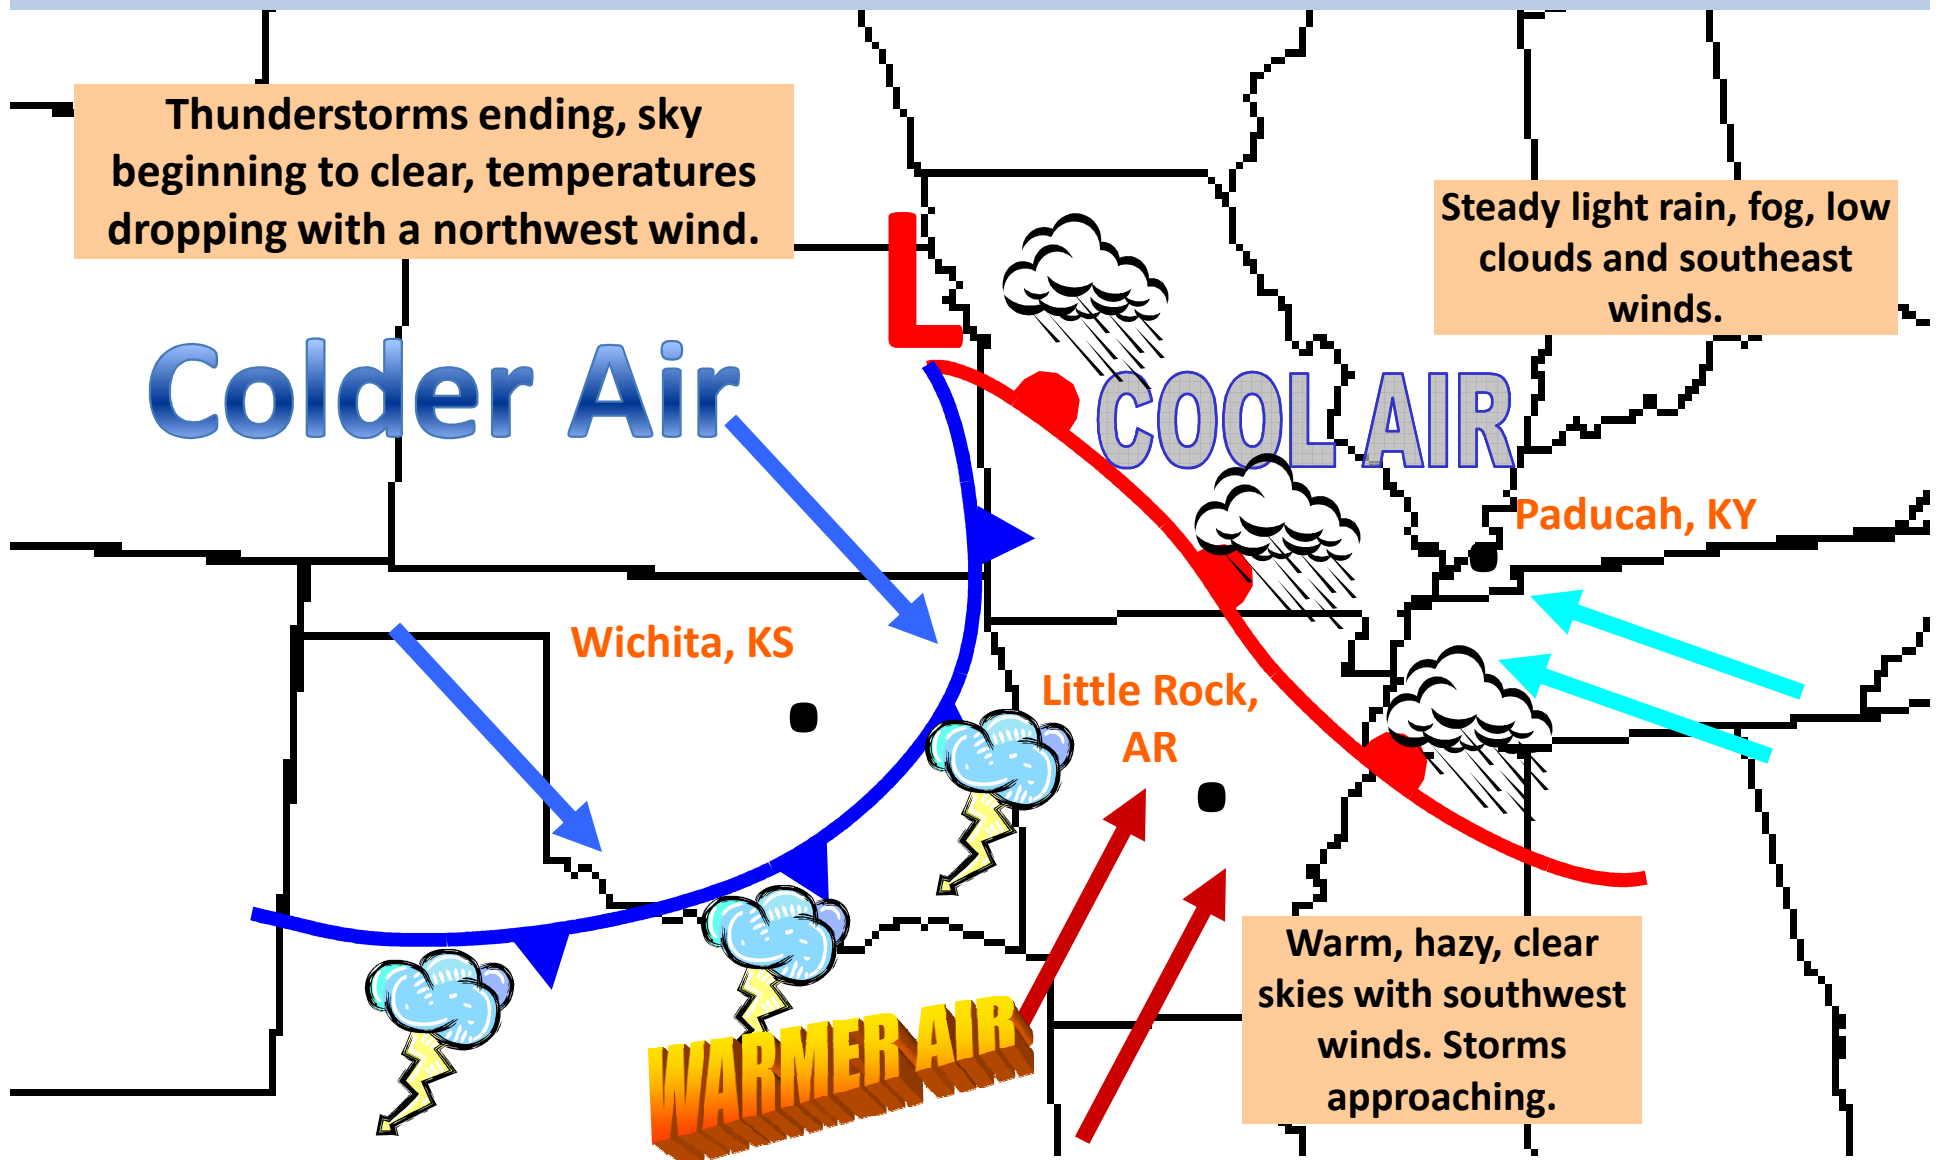 Thunderstorms ending, sky
beginning to clear, temperatures
dropping with a northwest wind.
Steady light rain, fog, low
clouds and southeast
winds.
L
Colder Air
COOL AIR
Paducah, KY
Wichita, KS
Little Rock,
AR
Warm, hazy, clear
skies with southwest
winds. Storms
approaching.
WARMER AIR